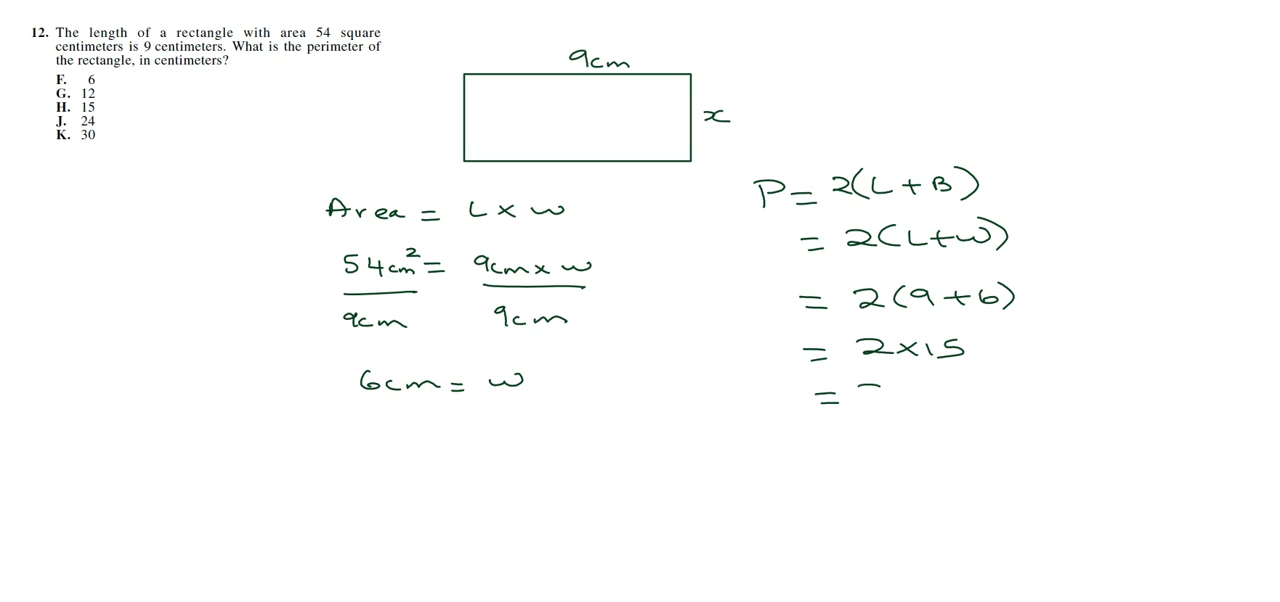 12. The length of a rectangle with area 54 square
centimeters is 9 centimeters. What is the perimeter of
the rectangle, in centimeters?
F. 6
G. 12
H. 15
J. 24
K. 30
9cm
x
Area = L x w
54cm² = 9cm x w
9cm 9cm
6cm = w
P = 2(L + B)
= 2(L+w)
= 2(9+6)
= 2x15
=